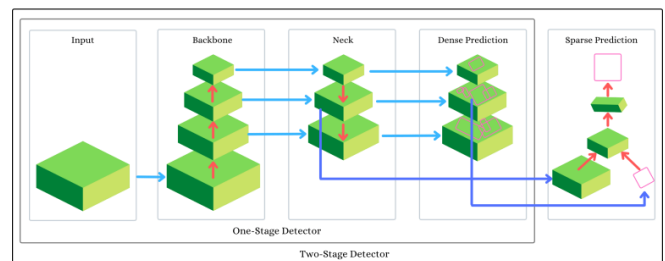 Input
Backbone
Neck
Dense Prediction
Sparse Prediction
One-Stage Detector
Two-Stage Detector